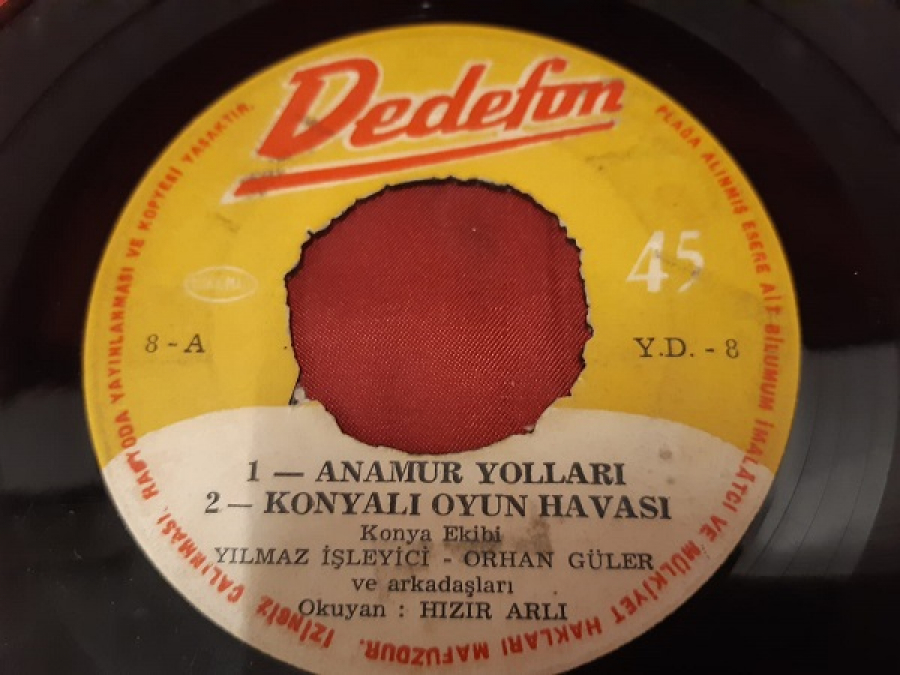 Dedefon
45
8 - A
Y.D. - 8
1 — ANAMUR YOLLARI
2 — KONYALI OYUN HAVASI
Konya Ekibi
YILMAZ İŞLEYİCİ - ORHAN GÜLER
ve arkadaşları
Okuyan : HIZIR ARLI
PLAĞA ALINMIŞ ESERE AİT BİLUMUM İMALÂTCI VE MÜLKİYET HAKLARI MAFUZDUR. İZİNSİZ ÇALINMASI, RADYODA YAYINLANMASI VE KOPYESİ YASAKTIR.